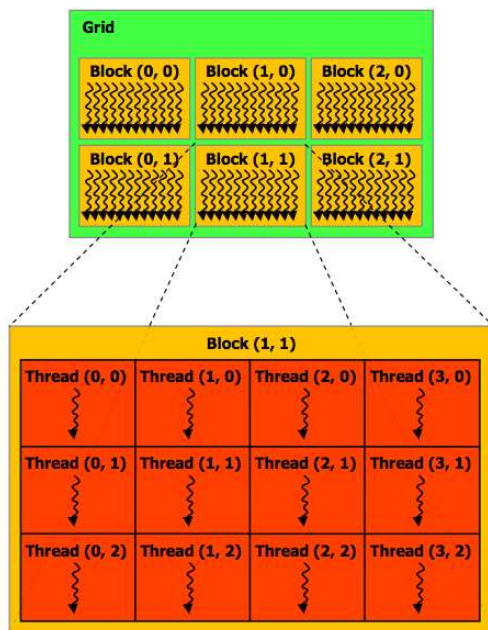 Grid
Block (0, 0) Block (1, 0) Block (2, 0)
Block (0, 1) Block (1, 1) Block (2, 1)
Block (1, 1)
Thread (0, 0) Thread (1, 0) Thread (2, 0) Thread (3, 0)
Thread (0, 1) Thread (1, 1) Thread (2, 1) Thread (3, 1)
Thread (0, 2) Thread (1, 2) Thread (2, 2) Thread (3, 2)